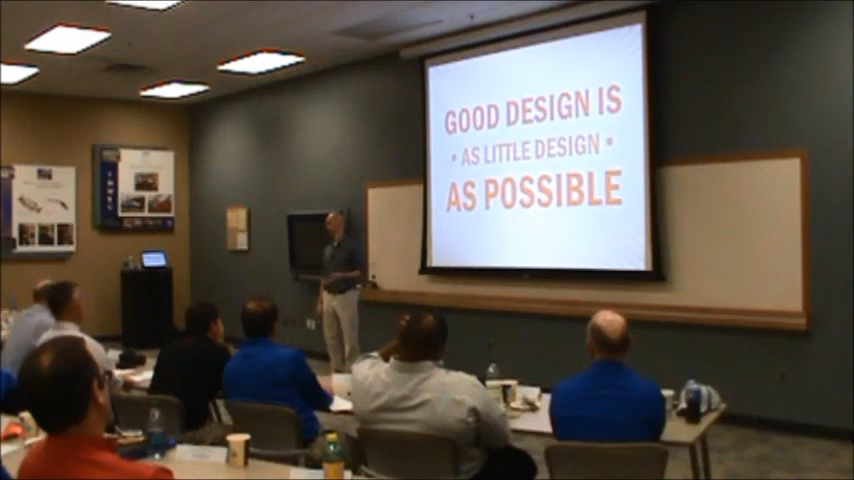 GOOD DESIGN IS
• AS LITTLE DESIGN •
AS POSSIBLE